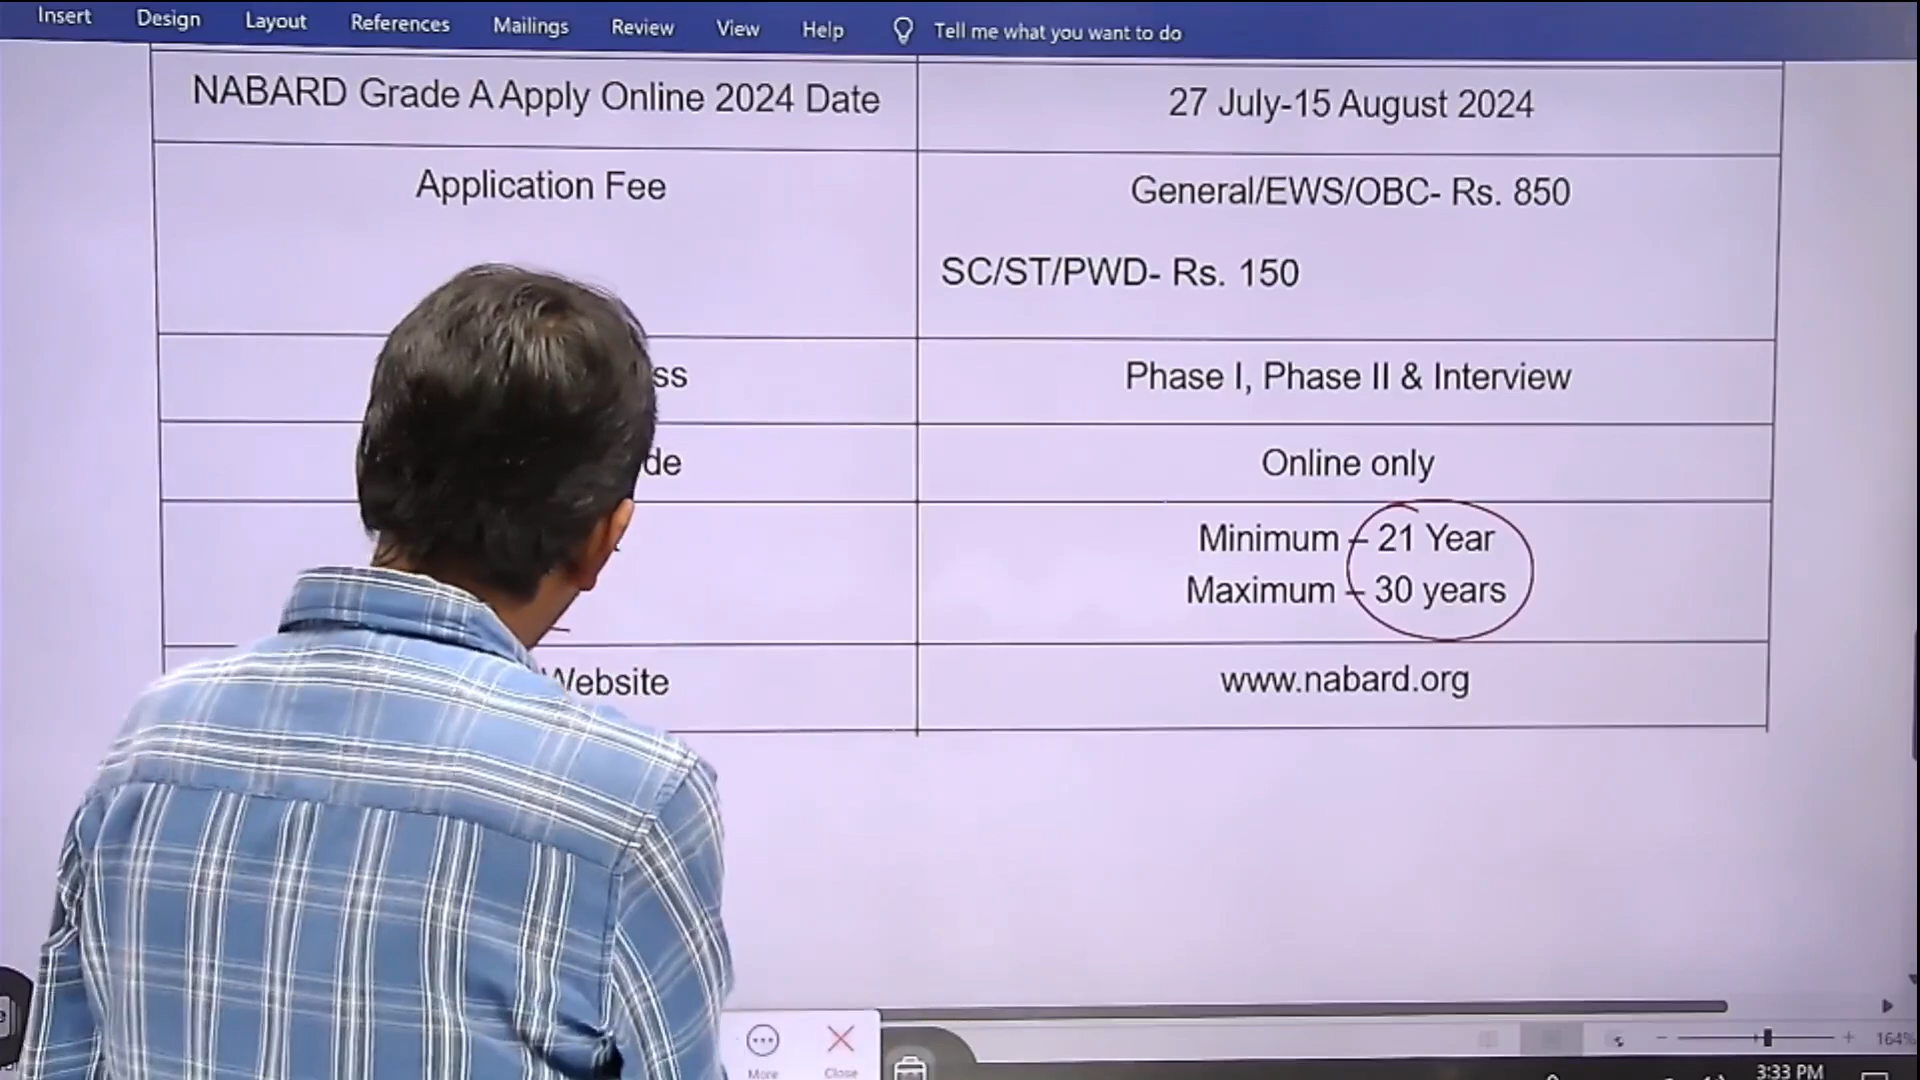 Insert Design Layout References Mailings Review View Help Tell me what you want to do
NABARD Grade A Apply Online 2024 Date 27 July-15 August 2024
Application Fee General/EWS/OBC- Rs. 850
SC/ST/PWD- Rs. 150
ss Phase I, Phase II & Interview
de Online only
Minimum – 21 Year
Maximum – 30 years
Website www.nabard.org
164%
More Close
3:33 PM